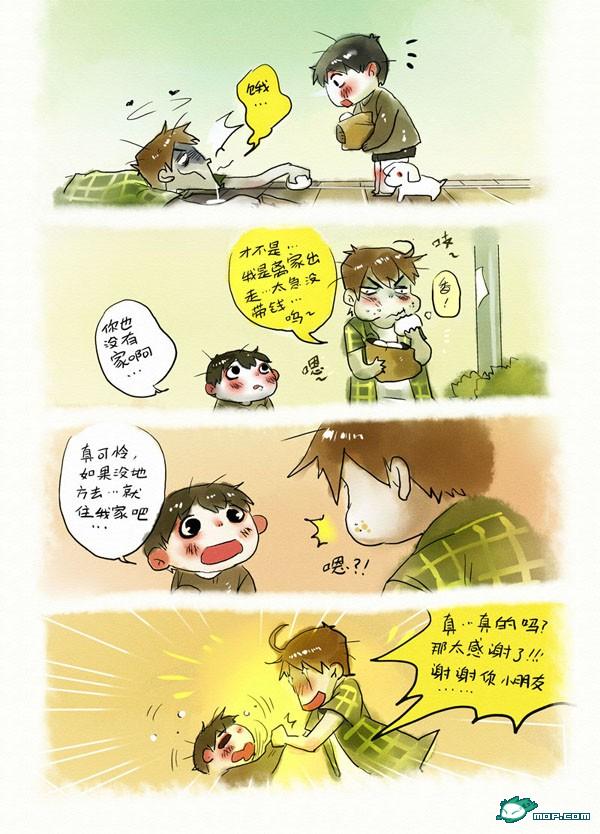 饿
...
才不是...
我是离家出
走...太急没
带钱...
呜~
唔~
香!
你也
没有
家啊
...
嗯~
真可怜,
如果没地
方去...就
住我家吧
...
嗯?!
真...真的吗?
那太感谢了!!!
谢谢你小朋友
......
MOP.COM